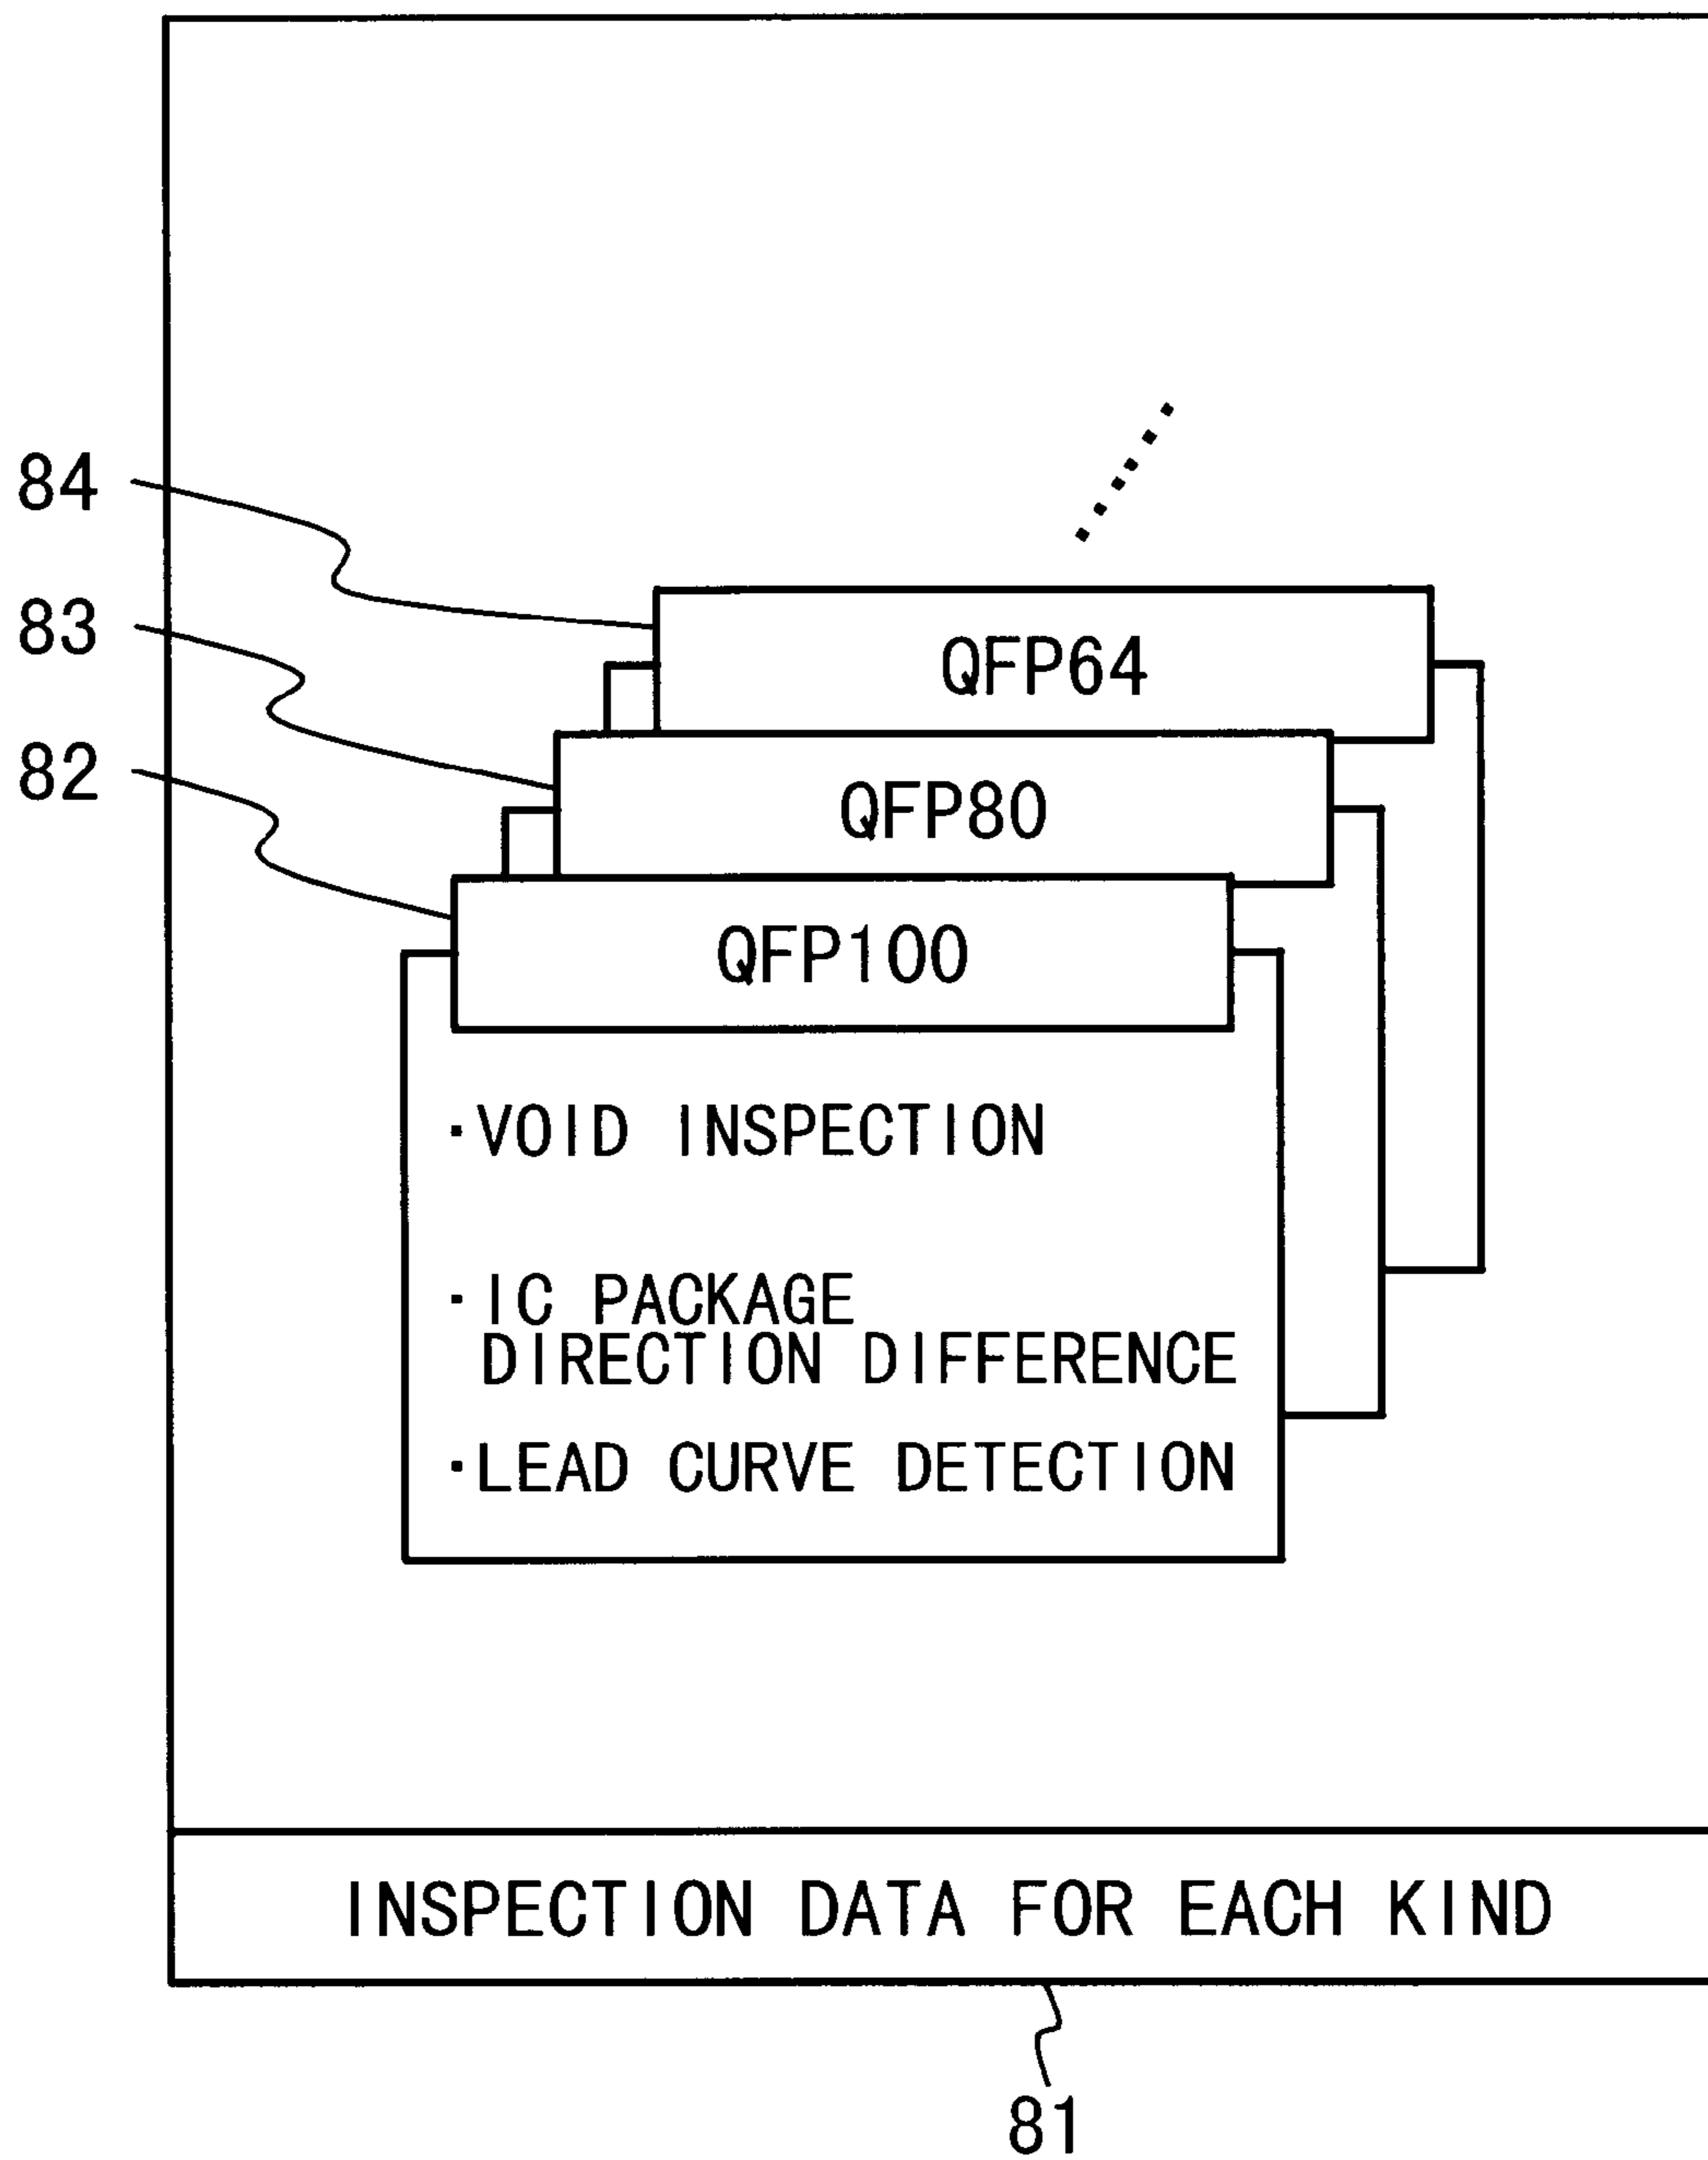 84
QFP64
83
QFP80
82
QFP100
・VOID INSPECTION
・IC PACKAGE
DIRECTION DIFFERENCE
・LEAD CURVE DETECTION
INSPECTION DATA FOR EACH KIND
81